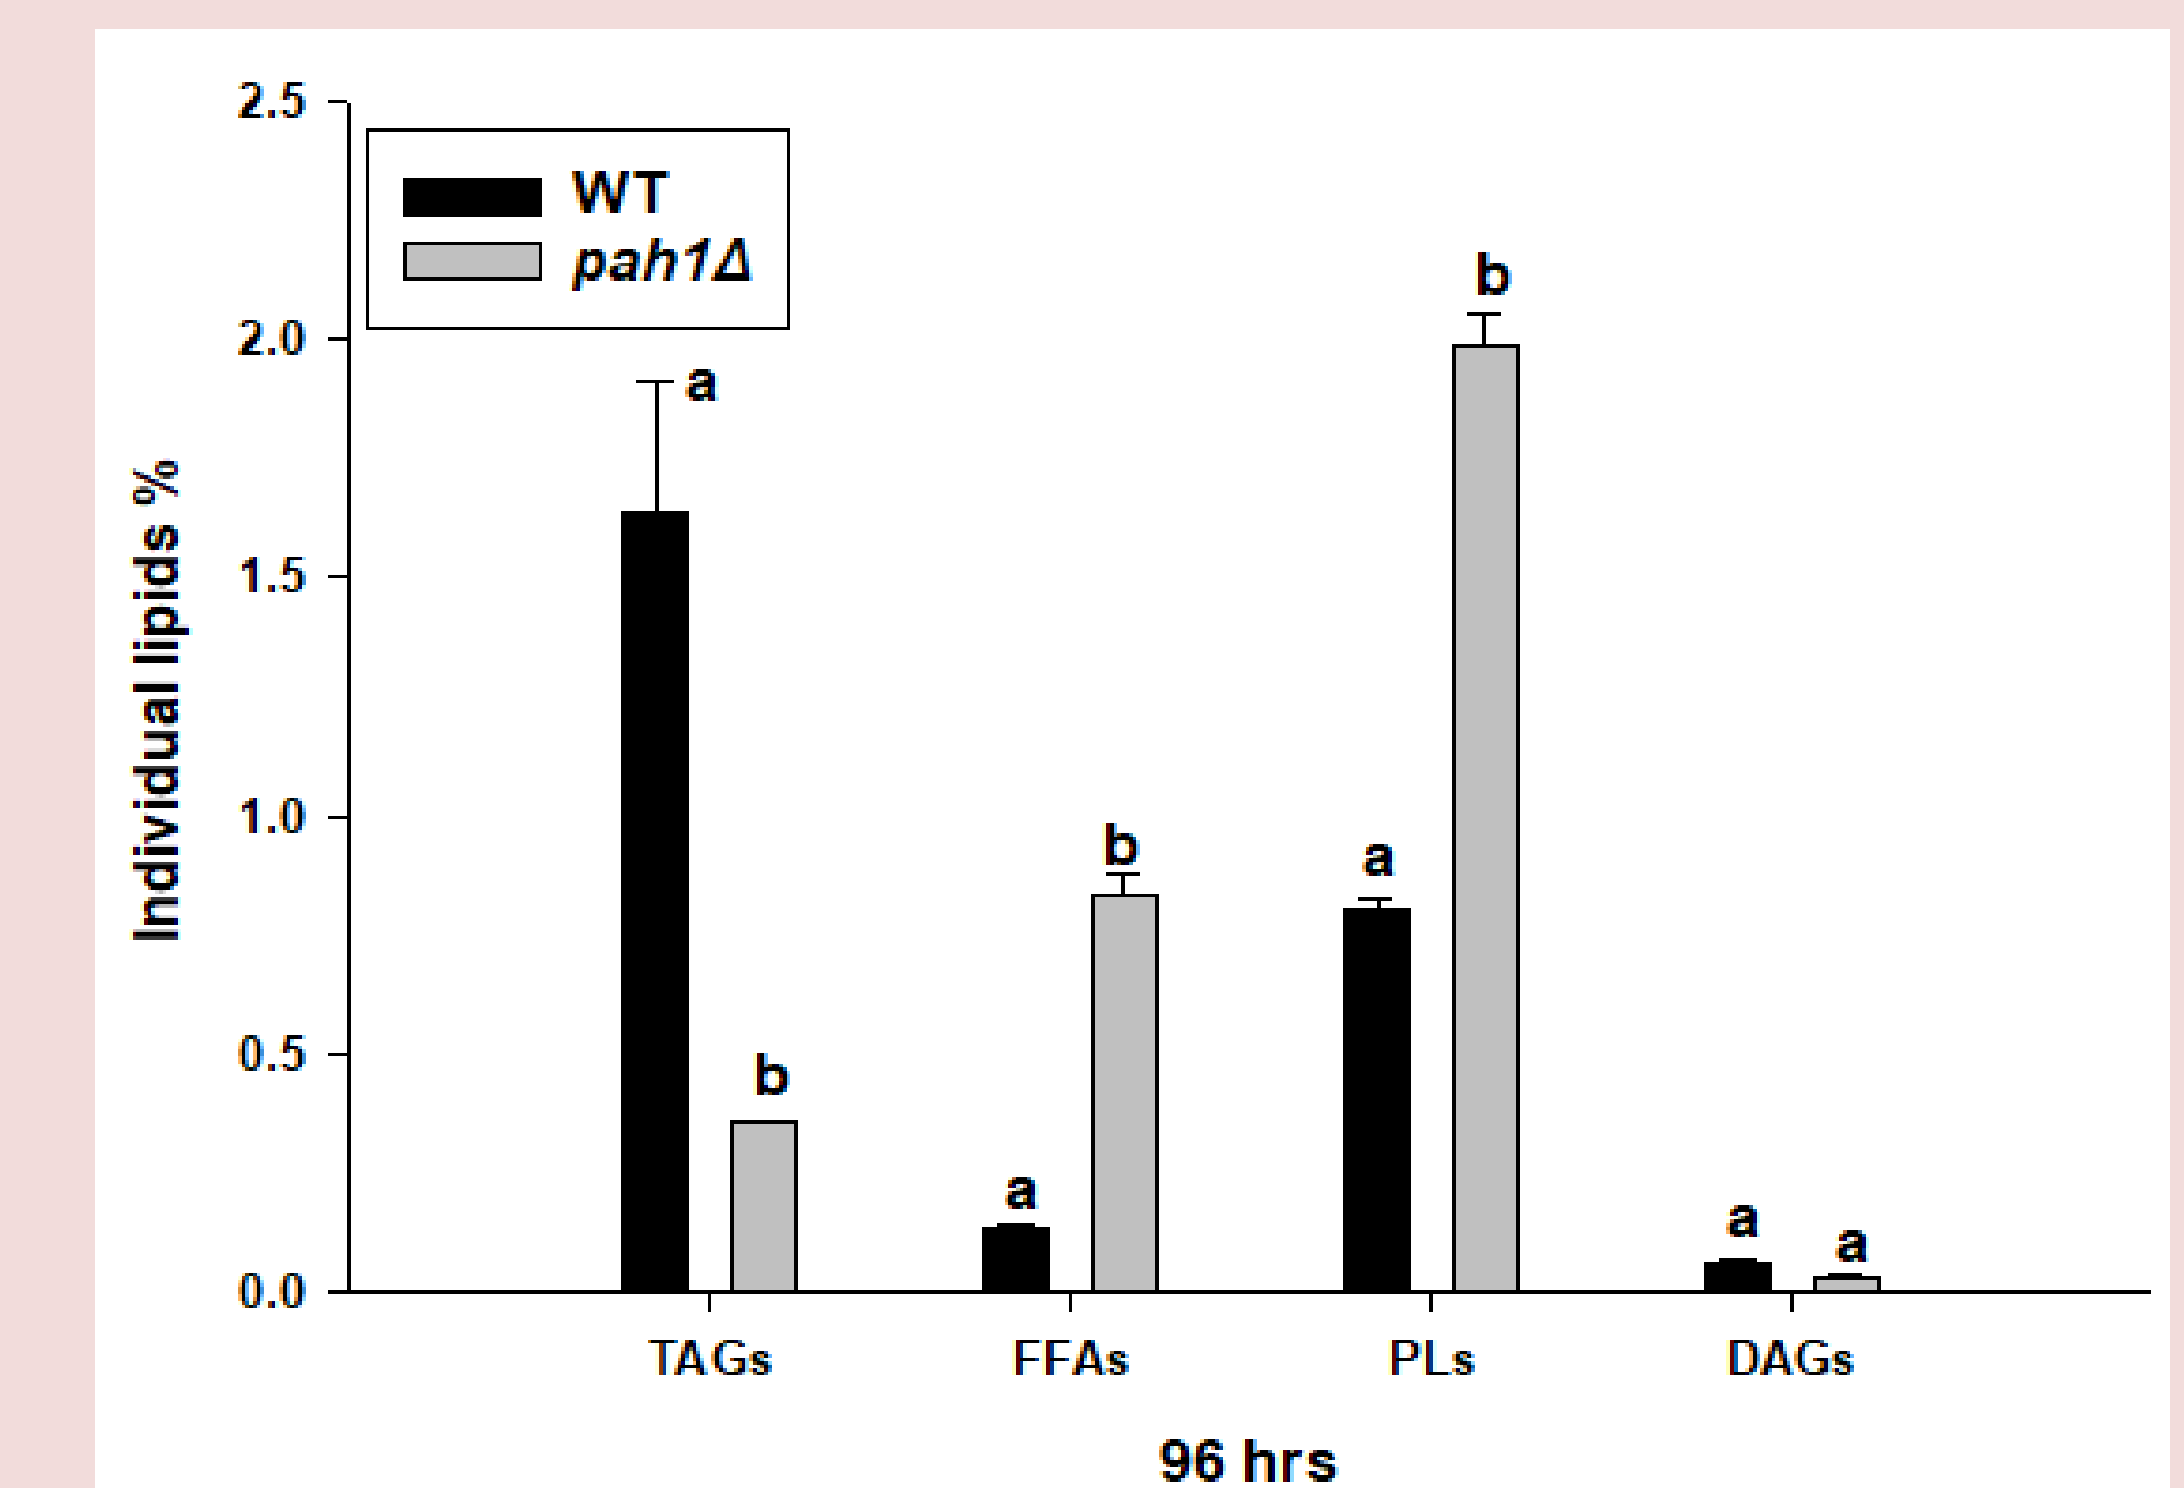 2.5
WT
pah1Δ
b
2.0
a
Individual lipids %
1.5
1.0
b
a
0.5
b
a
a
a
0.0
TAGs FFAs PLs DAGs
96 hrs